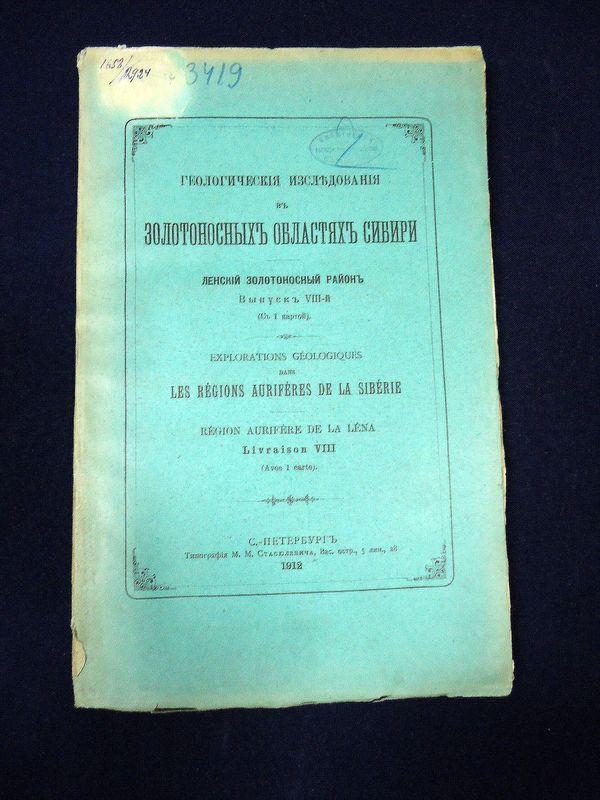 1658/2924
3419
ГЕОЛОГИЧЕСКІЯ ИЗСЛѢДОВАНІЯ
ВЪ
ЗОЛОТОНОСНЫХЪ ОБЛАСТЯХЪ СИБИРИ
ЛЕНСКІЙ ЗОЛОТОНОСНЫЙ РАЙОНЪ
Выпускъ VIII-й
(Съ 1 картой).
EXPLORATIONS GÉOLOGIQUES
DANS
LES RÉGIONS AURIFÈRES DE LA SIBÉRIE
RÉGION AURIFÈRE DE LA LÉNA
Livraison VIII
(Avec 1 carte).
С.-ПЕТЕРБУРГЪ
Типографія М. М. Стасюлевича, Вас. остр., 5 лин., 28
1912